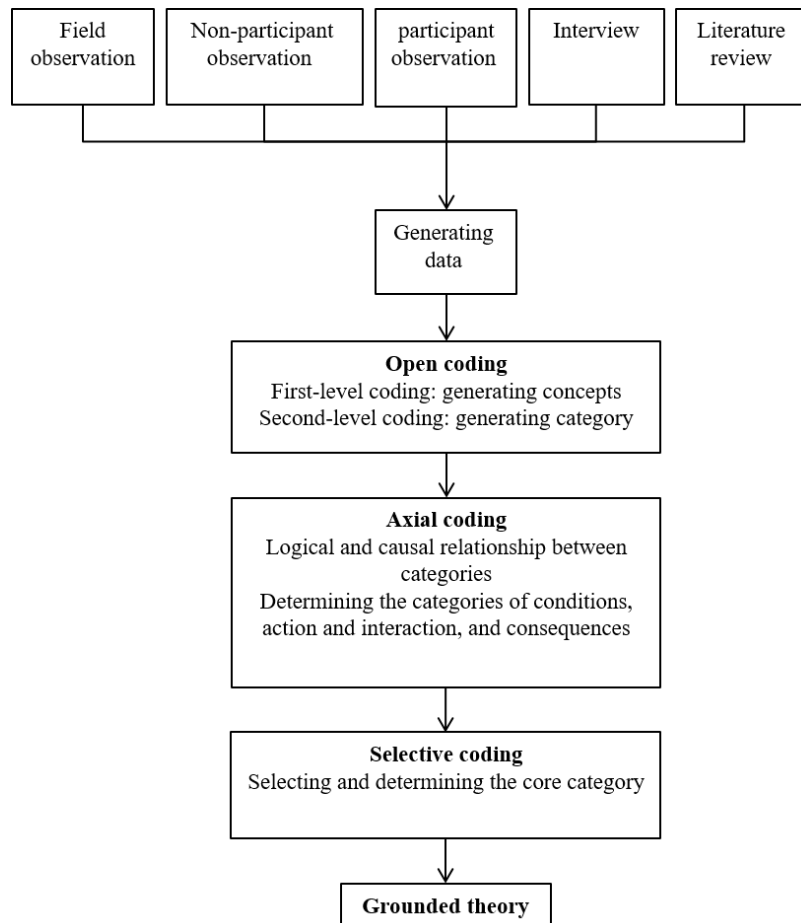 Field
observation
Non-participant
observation
participant
observation
Interview
Literature
review
Generating
data
Open coding
First-level coding: generating concepts
Second-level coding: generating category
Axial coding
Logical and causal relationship between
categories
Determining the categories of conditions,
action and interaction, and consequences
Selective coding
Selecting and determining the core category
Grounded theory